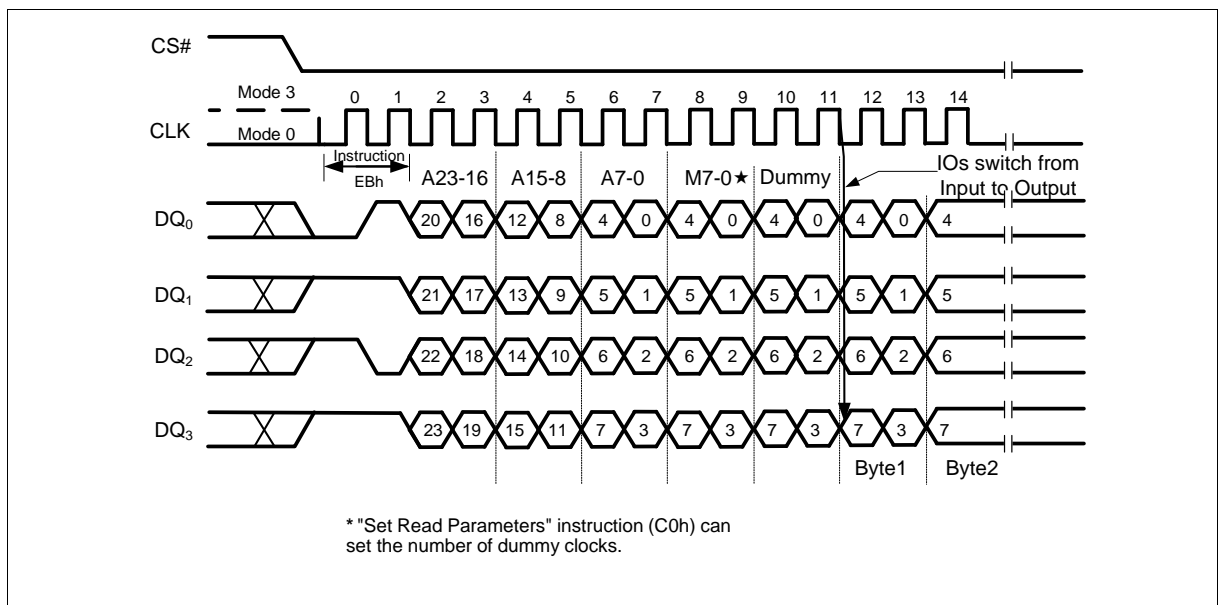 CS#
Mode 3
0 1 2 3 4 5 6 7 8 9 10 11 12 13 14
CLK
Mode 0
Instruction
EBh
A23-16 A15-8 A7-0 M7-0★ Dummy
IOs switch from
Input to Output
DQ0 20 16 12 8 4 0 4 0 4 0 4 0 4
DQ1 21 17 13 9 5 1 5 1 5 1 5 1 5
DQ2 22 18 14 10 6 2 6 2 6 2 6 2 6
DQ3 23 19 15 11 7 3 7 3 7 3 7 3 7
Byte1 Byte2
* "Set Read Parameters" instruction (C0h) can
set the number of dummy clocks.